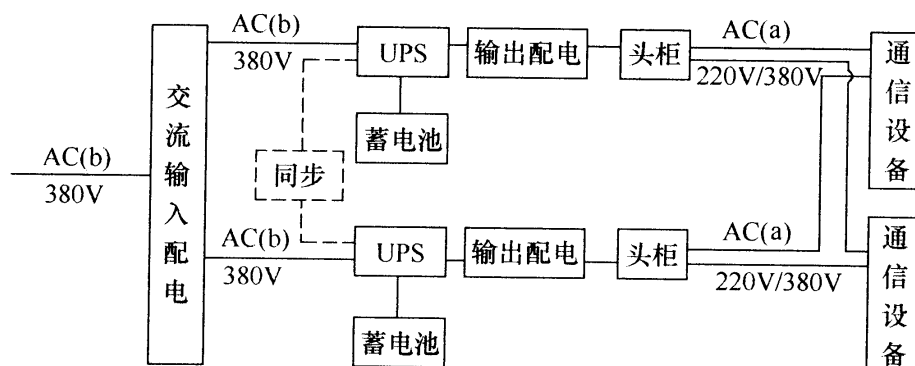 AC(b)
380V
交流输入配电
AC(b)
380V
UPS
蓄电池
输出配电
头柜
AC(a)
220V/380V
通信设备
同步
AC(b)
380V
UPS
蓄电池
输出配电
头柜
AC(a)
220V/380V
通信设备